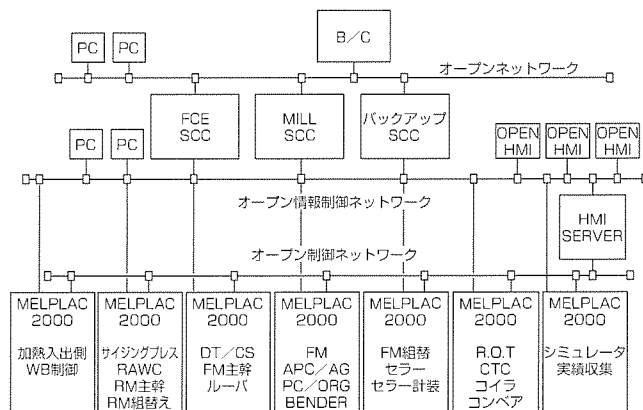 B/C
PC
PC
オープンネットワーク
FCE
SCC
MILL
SCC
バックアップ
SCC
PC
PC
OPEN
HMI
OPEN
HMI
OPEN
HMI
オープン情報制御ネットワーク
HMI
SERVER
オープン制御ネットワーク
MELPLAC
2000
加熱入出側
WB制御
MELPLAC
2000
サイジングプレス
RAWC
RM主幹
RM組替え
MELPLAC
2000
DT/CS
FM主幹
ルーパ
MELPLAC
2000
FM
APC/AG
PC/ORG
BENDER
MELPLAC
2000
FM組替
セラー
セラー計装
MELPLAC
2000
R.O.T
CTC
コイラ
コンベア
MELPLAC
2000
シミュレータ
実績収集